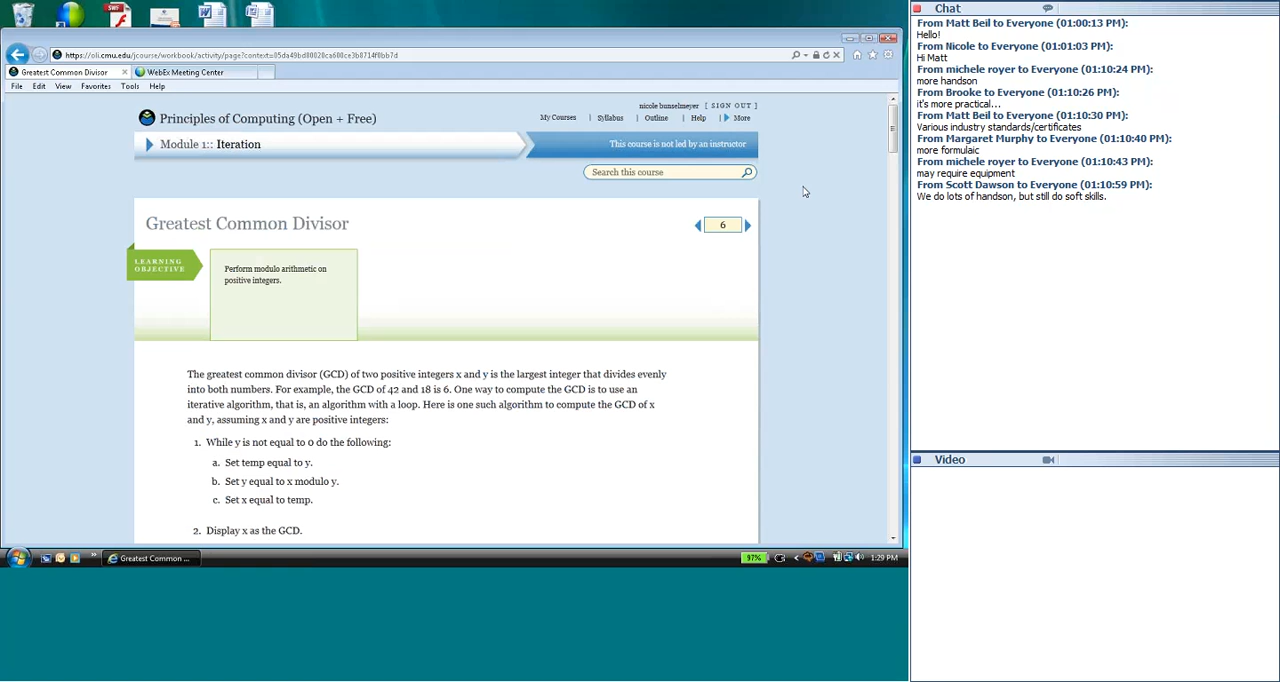 https://oli.cmu.edu/jcourse/workbook/activity/page?context=05da49bd80020ca600ce3b0714f0bb7d
Greatest Common Divisor
WebEx Meeting Center
File Edit View Favorites Tools Help
nicole bunselmeyer [ SIGN OUT ]
Principles of Computing (Open + Free)
My Courses Syllabus Outline Help More
Module 1:: Iteration
This course is not led by an instructor
Search this course
Greatest Common Divisor
6
LEARNING
OBJECTIVE
Perform modulo arithmetic on
positive integers.
The greatest common divisor (GCD) of two positive integers x and y is the largest integer that divides evenly
into both numbers. For example, the GCD of 42 and 18 is 6. One way to compute the GCD is to use an
iterative algorithm, that is, an algorithm with a loop. Here is one such algorithm to compute the GCD of x
and y, assuming x and y are positive integers:
1. While y is not equal to 0 do the following:
a. Set temp equal to y.
b. Set y equal to x modulo y.
c. Set x equal to temp.
2. Display x as the GCD.
Greatest Common ...
97%
1:29 PM
Chat
From Matt Beil to Everyone (01:00:13 PM):
Hello!
From Nicole to Everyone (01:01:03 PM):
Hi Matt
From michele royer to Everyone (01:10:24 PM):
more handson
From Brooke to Everyone (01:10:26 PM):
it's more practical...
From Matt Beil to Everyone (01:10:30 PM):
Various industry standards/certificates
From Margaret Murphy to Everyone (01:10:40 PM):
more formulaic
From michele royer to Everyone (01:10:43 PM):
may require equipment
From Scott Dawson to Everyone (01:10:59 PM):
We do lots of handson, but still do soft skills.
Video